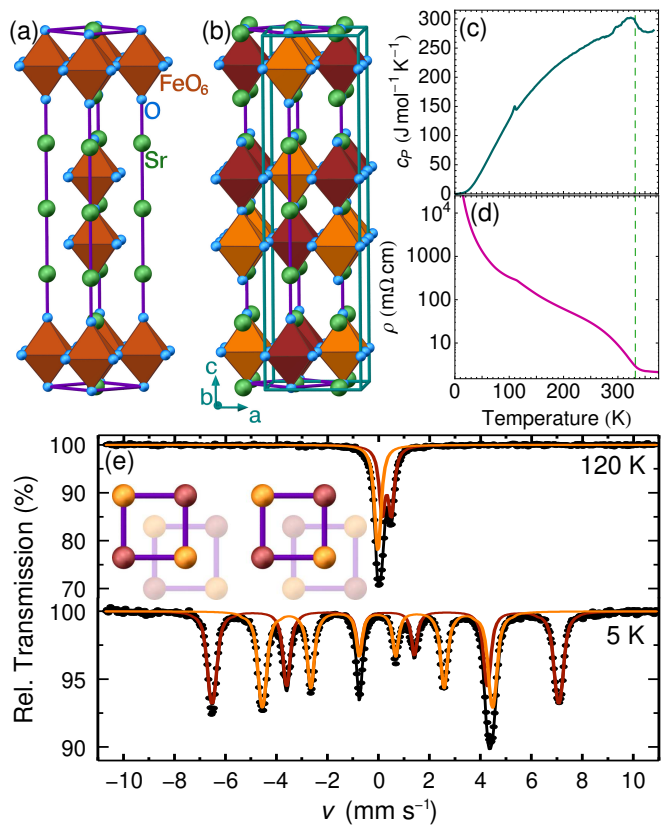 (a)
(b)
FeO₆
O
Sr
c
b
a
(c)
300
250
200
150
100
50
0
c_P (J mol⁻¹ K⁻¹)
(d)
10⁴
1000
100
10
ρ (mΩ cm)
0 100 200 300
Temperature (K)
(e)
120 K
100
90
80
70
5 K
100
95
90
Rel. Transmission (%)
−10 −8 −6 −4 −2 0 2 4 6 8 10
v (mm s⁻¹)